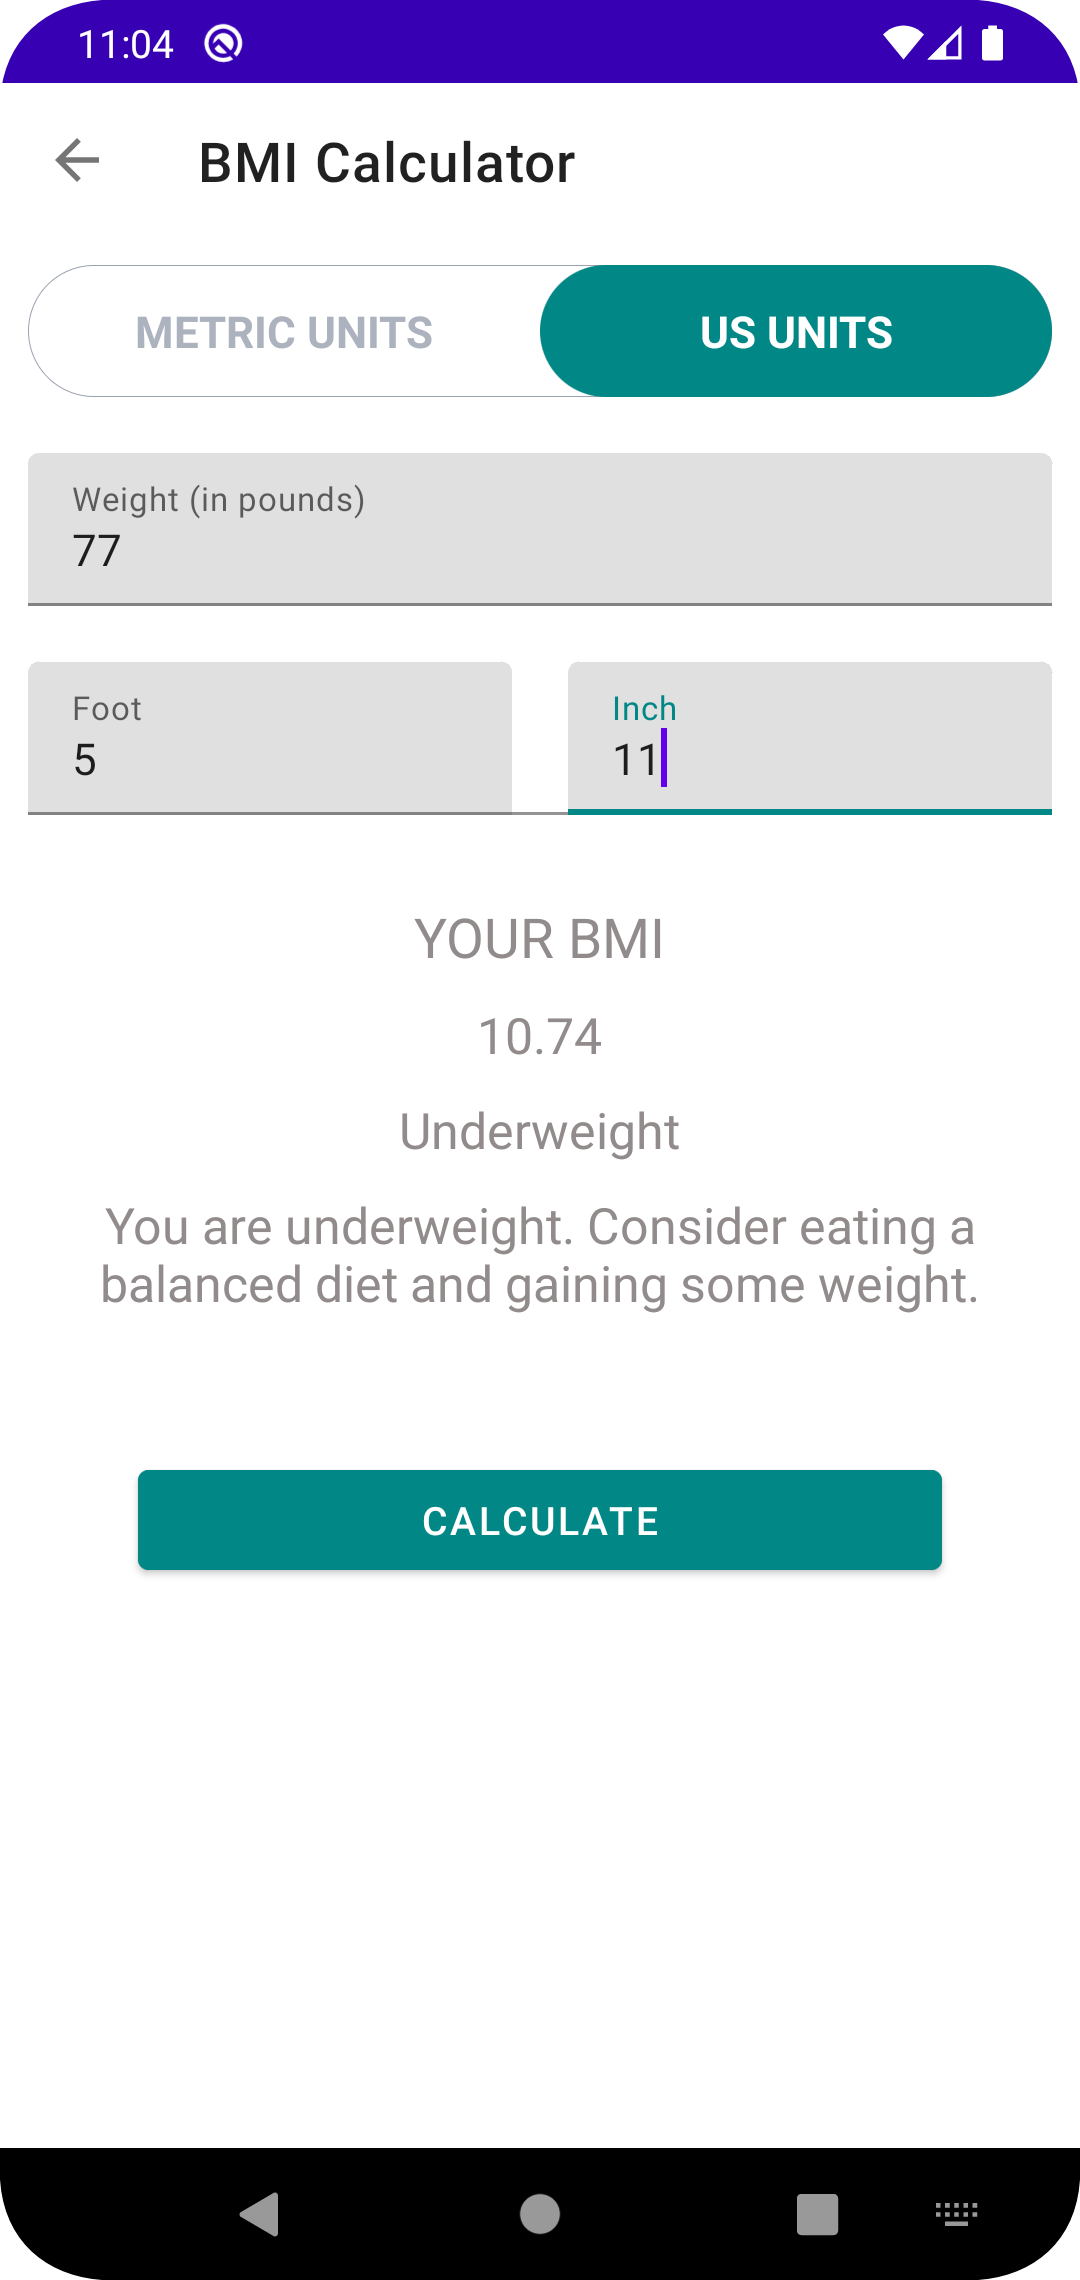 11:04
BMI Calculator
METRIC UNITS
US UNITS
Weight (in pounds)
77
Foot
5
Inch
11
YOUR BMI
10.74
Underweight
You are underweight. Consider eating a
balanced diet and gaining some weight.
CALCULATE